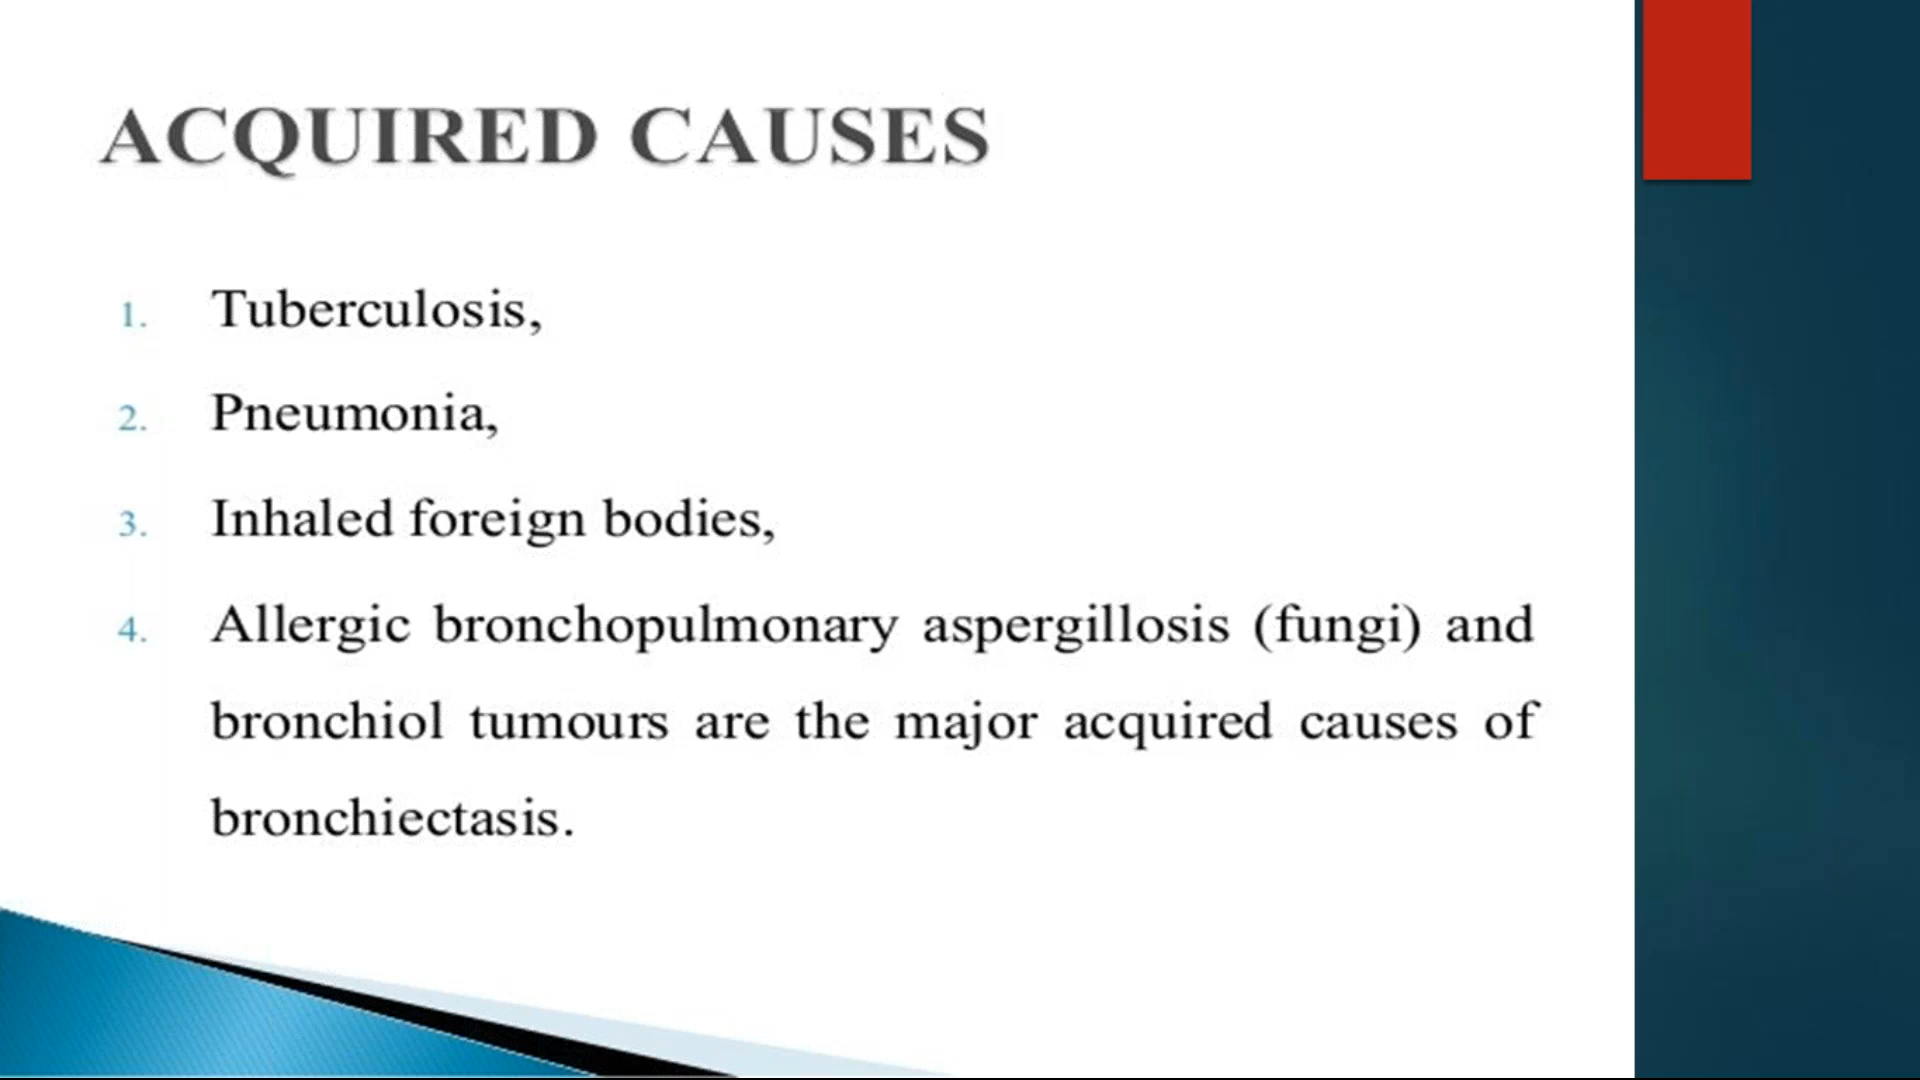 ACQUIRED CAUSES
1. Tuberculosis,
2. Pneumonia,
3. Inhaled foreign bodies,
4. Allergic bronchopulmonary aspergillosis (fungi) and
bronchiol tumours are the major acquired causes of
bronchiectasis.